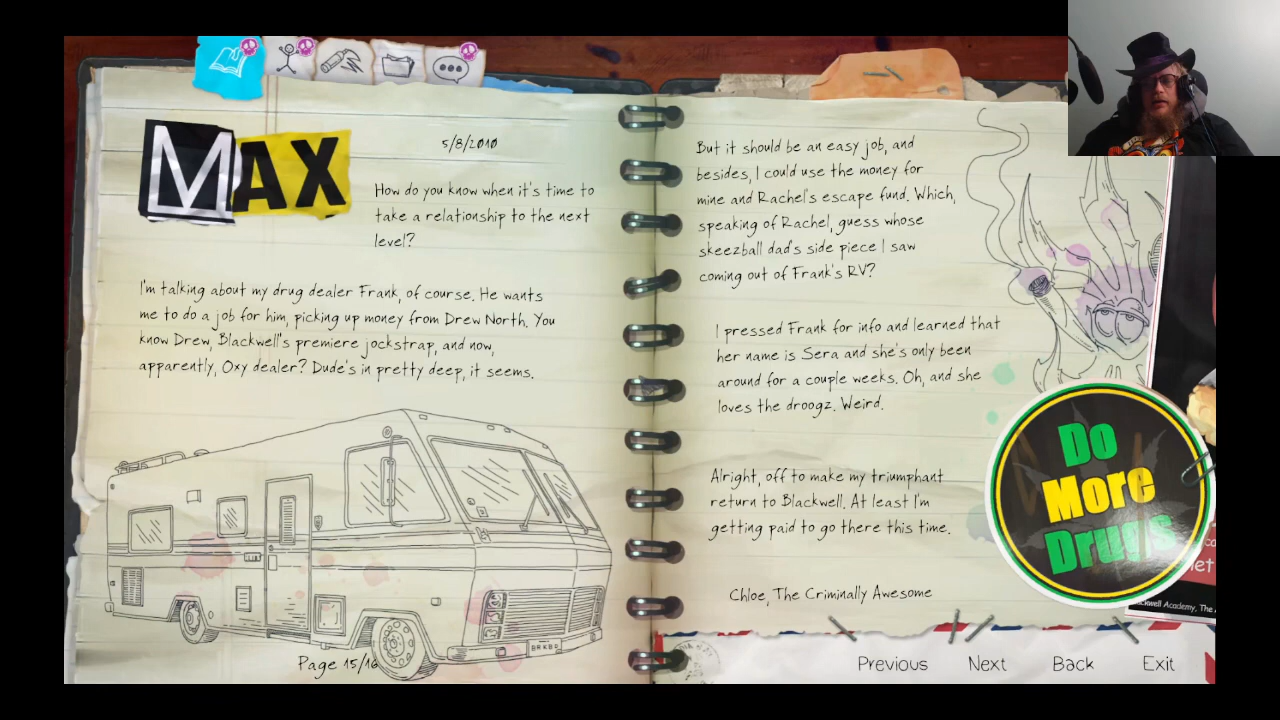 MAX
5/8/2010
How do you know when it's time to
take a relationship to the next
level?
I'm talking about my drug dealer Frank, of course. He wants
me to do a job for him, picking up money from Drew North. You
know Drew, Blackwell's premiere jockstrap, and now,
apparently, Oxy dealer? Dude's in pretty deep, it seems.
BRKBD
Page 15/16
But it should be an easy job, and
besides, I could use the money for
mine and Rachel's escape fund. Which,
speaking of Rachel, guess whose
skeezball dad's side piece I saw
coming out of Frank's RV?
I pressed Frank for info and learned that
her name is Sera and she's only been
around for a couple weeks. Oh, and she
loves the droogz. Weird.
Alright, off to make my triumphant
return to Blackwell. At least I'm
getting paid to go there this time.
Chloe, The Criminally Awesome
Do
More
Drugs
Blackwell Academy, The
Previous
Next
Back
Exit